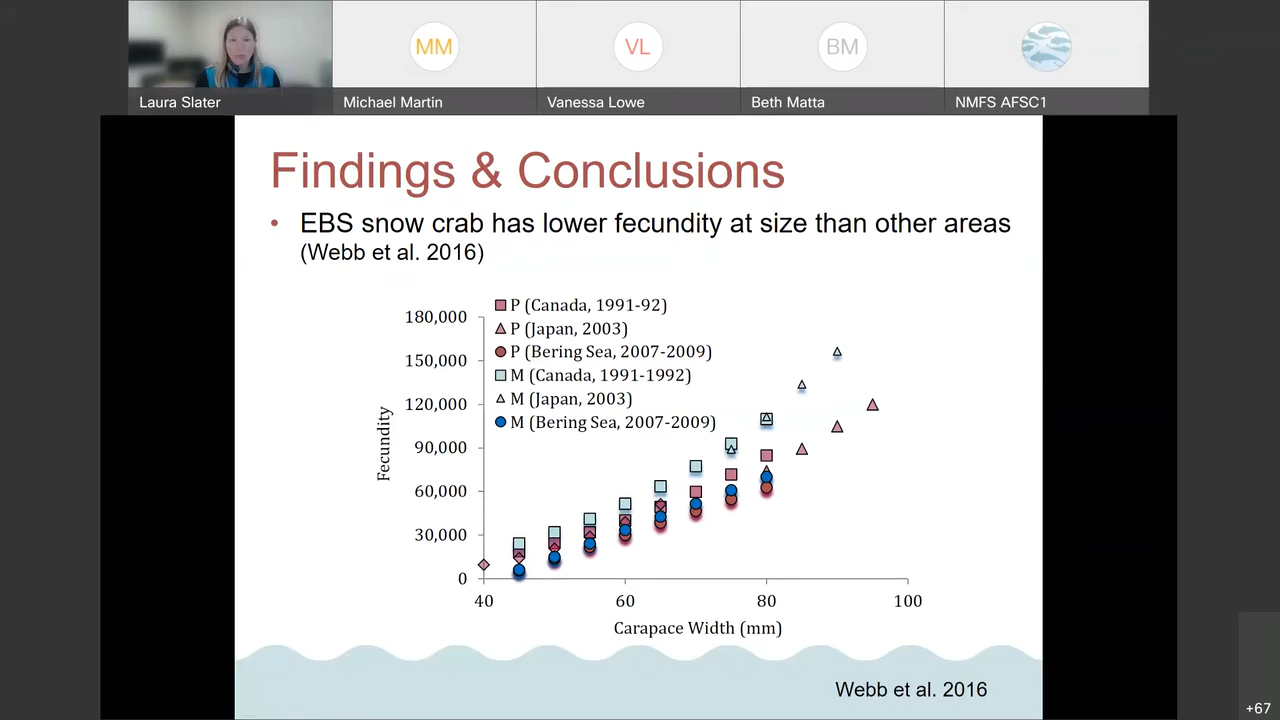 MM
VL
BM
Laura Slater
Michael Martin
Vanessa Lowe
Beth Matta
NMFS AFSC1
Findings & Conclusions
• EBS snow crab has lower fecundity at size than other areas
(Webb et al. 2016)
P (Canada, 1991-92)
P (Japan, 2003)
P (Bering Sea, 2007-2009)
M (Canada, 1991-1992)
M (Japan, 2003)
M (Bering Sea, 2007-2009)
180,000
150,000
120,000
90,000
60,000
30,000
0
Fecundity
40
60
80
100
Carapace Width (mm)
Webb et al. 2016
+67